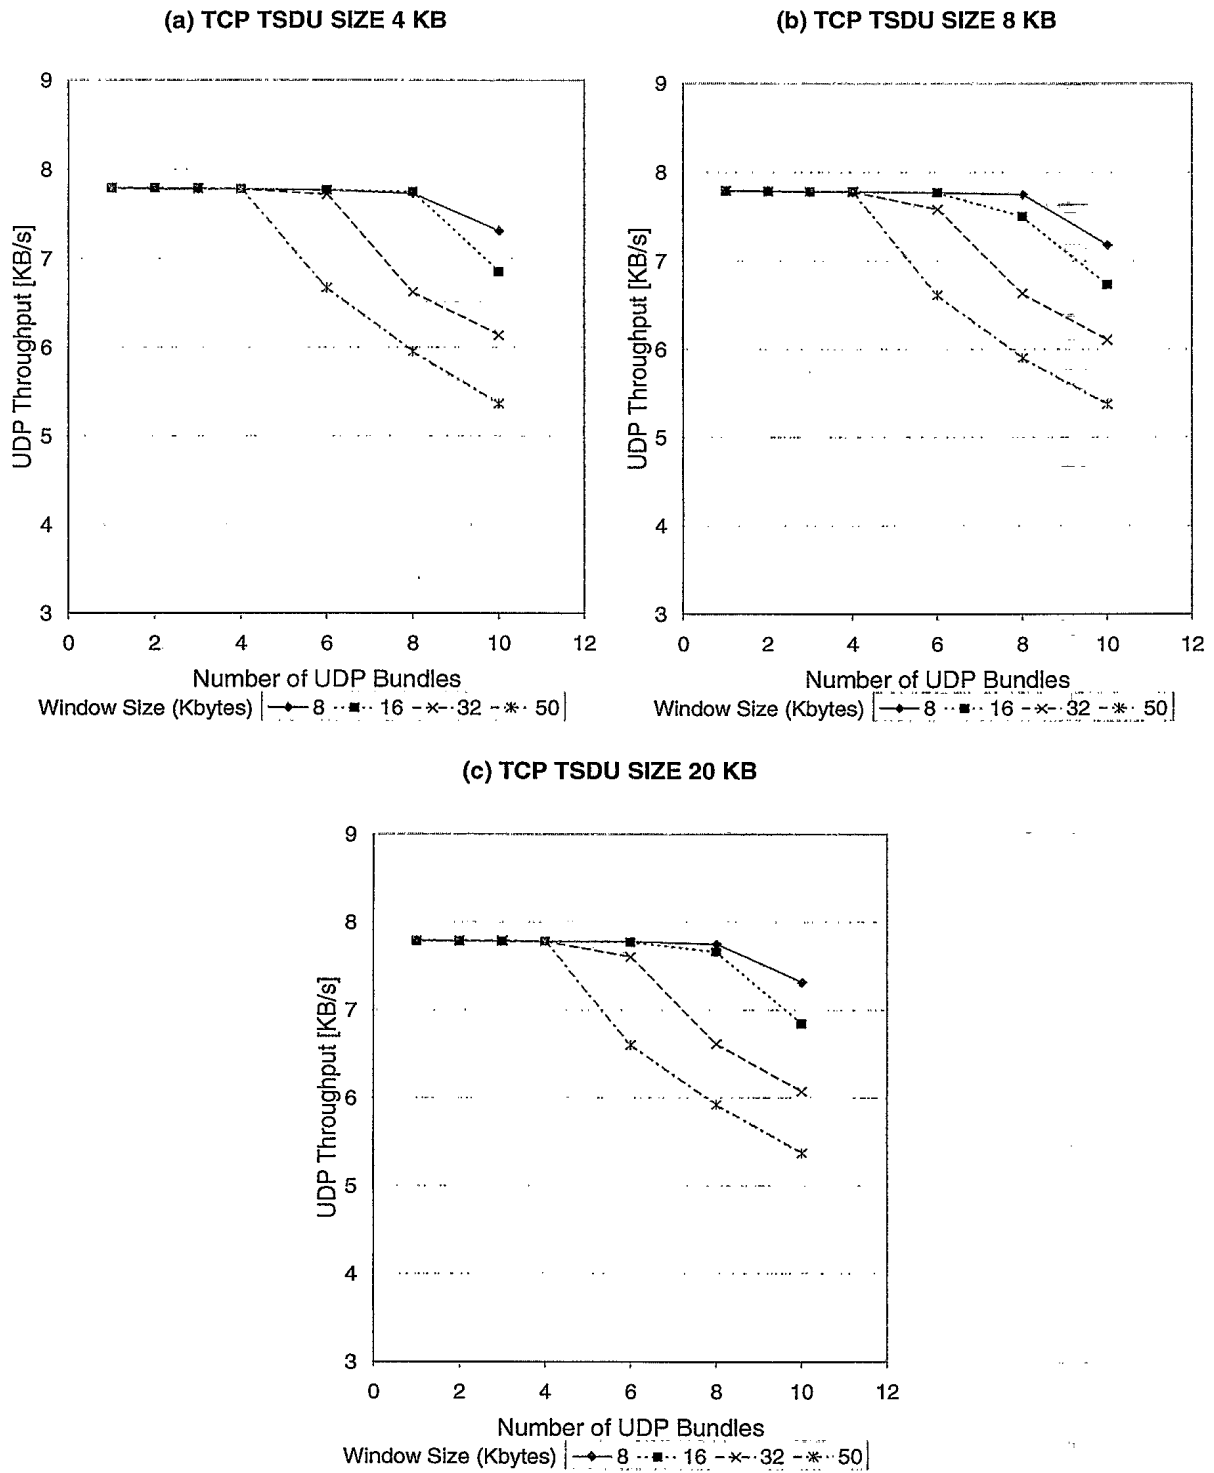 (a) TCP TSDU SIZE 4 KB
(b) TCP TSDU SIZE 8 KB
9
8
7
6
5
4
3
UDP Throughput [KB/s]
0 2 4 6 8 10 12
Number of UDP Bundles
Window Size (Kbytes) 8 16 32 50
9
8
7
6
5
4
3
UDP Throughput [KB/s]
0 2 4 6 8 10 12
Number of UDP Bundles
Window Size (Kbytes) 8 16 32 50
(c) TCP TSDU SIZE 20 KB
9
8
7
6
5
4
3
UDP Throughput [KB/s]
0 2 4 6 8 10 12
Number of UDP Bundles
Window Size (Kbytes) 8 16 32 50